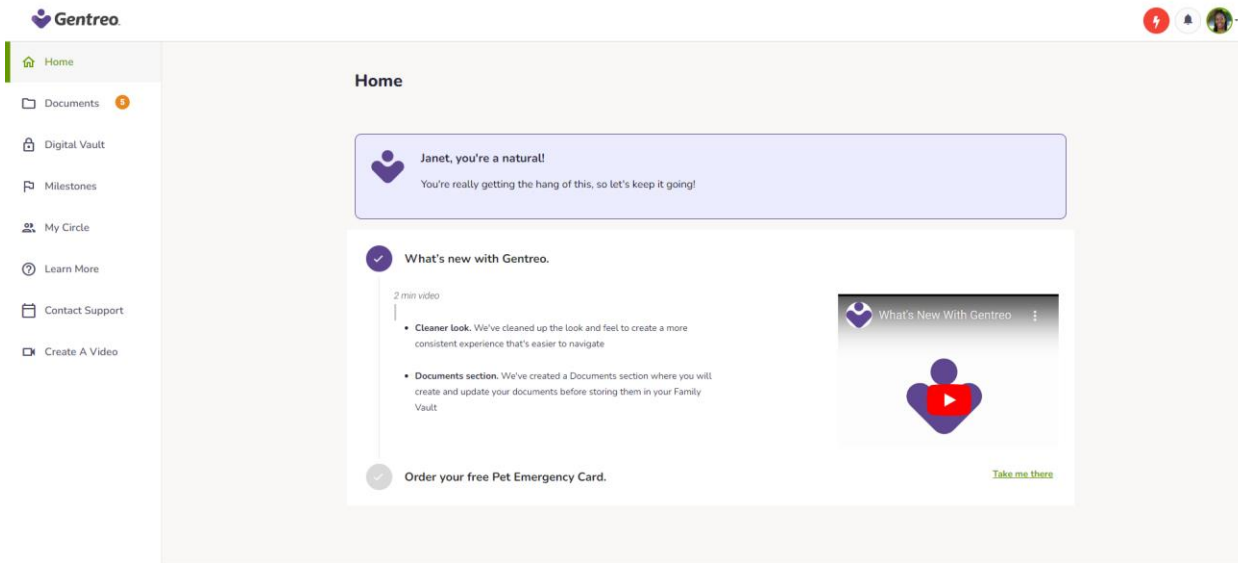 Gentreo
Home
Documents 5
Digital Vault
Milestones
My Circle
Learn More
Contact Support
Create A Video
Home
Janet, you're a natural!
You're really getting the hang of this, so let's keep it going!
What's new with Gentreo.
2 min video
• Cleaner look. We've cleaned up the look and feel to create a more
consistent experience that's easier to navigate
• Documents section. We've created a Documents section where you will
create and update your documents before storing them in your Family
Vault
What's New With Gentreo
Order your free Pet Emergency Card.
Take me there